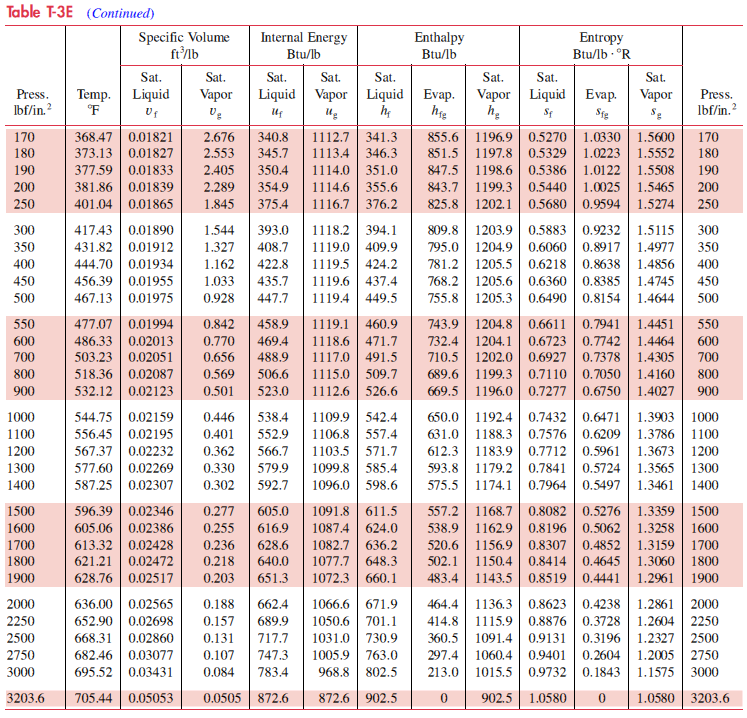 Table T-3E (Continued)
Specific Volume Internal Energy Enthalpy Entropy
ft³/lb Btu/lb Btu/lb Btu/lb · °R
Sat. Sat. Sat. Sat. Sat. Sat. Sat. Sat.
Press. Temp. Liquid Vapor Liquid Vapor Liquid Evap. Vapor Liquid Evap. Vapor Press.
lbf/in.² °F vf vg uf ug hf hfg hg sf sfg sg lbf/in.²
170 368.47 0.01821 2.676 340.8 1112.7 341.3 855.6 1196.9 0.5270 1.0330 1.5600 170
180 373.13 0.01827 2.553 345.7 1113.4 346.3 851.5 1197.8 0.5329 1.0223 1.5552 180
190 377.59 0.01833 2.405 350.4 1114.0 351.0 847.5 1198.6 0.5386 1.0122 1.5508 190
200 381.86 0.01839 2.289 354.9 1114.6 355.6 843.7 1199.3 0.5440 1.0025 1.5465 200
250 401.04 0.01865 1.845 375.4 1116.7 376.2 825.8 1202.1 0.5680 0.9594 1.5274 250
300 417.43 0.01890 1.544 393.0 1118.2 394.1 809.8 1203.9 0.5883 0.9232 1.5115 300
350 431.82 0.01912 1.327 408.7 1119.0 409.9 795.0 1204.9 0.6060 0.8917 1.4977 350
400 444.70 0.01934 1.162 422.8 1119.5 424.2 781.2 1205.5 0.6218 0.8638 1.4856 400
450 456.39 0.01955 1.033 435.7 1119.6 437.4 768.2 1205.6 0.6360 0.8385 1.4745 450
500 467.13 0.01975 0.928 447.7 1119.4 449.5 755.8 1205.3 0.6490 0.8154 1.4644 500
550 477.07 0.01994 0.842 458.9 1119.1 460.9 743.9 1204.8 0.6611 0.7941 1.4451 550
600 486.33 0.02013 0.770 469.4 1118.6 471.7 732.4 1204.1 0.6723 0.7742 1.4464 600
700 503.23 0.02051 0.656 488.9 1117.0 491.5 710.5 1202.0 0.6927 0.7378 1.4305 700
800 518.36 0.02087 0.569 506.6 1115.0 509.7 689.6 1199.3 0.7110 0.7050 1.4160 800
900 532.12 0.02123 0.501 523.0 1112.6 526.6 669.5 1196.0 0.7277 0.6750 1.4027 900
1000 544.75 0.02159 0.446 538.4 1109.9 542.4 650.0 1192.4 0.7432 0.6471 1.3903 1000
1100 556.45 0.02195 0.401 552.9 1106.8 557.4 631.0 1188.3 0.7576 0.6209 1.3786 1100
1200 567.37 0.02232 0.362 566.7 1103.5 571.7 612.3 1183.9 0.7712 0.5961 1.3673 1200
1300 577.60 0.02269 0.330 579.9 1099.8 585.4 593.8 1179.2 0.7841 0.5724 1.3565 1300
1400 587.25 0.02307 0.302 592.7 1096.0 598.6 575.5 1174.1 0.7964 0.5497 1.3461 1400
1500 596.39 0.02346 0.277 605.0 1091.8 611.5 557.2 1168.7 0.8082 0.5276 1.3359 1500
1600 605.06 0.02386 0.255 616.9 1087.4 624.0 538.9 1162.9 0.8196 0.5062 1.3258 1600
1700 613.32 0.02428 0.236 628.6 1082.7 636.2 520.6 1156.9 0.8307 0.4852 1.3159 1700
1800 621.21 0.02472 0.218 640.0 1077.7 648.3 502.1 1150.4 0.8414 0.4645 1.3060 1800
1900 628.76 0.02517 0.203 651.3 1072.3 660.1 483.4 1143.5 0.8519 0.4441 1.2961 1900
2000 636.00 0.02565 0.188 662.4 1066.6 671.9 464.4 1136.3 0.8623 0.4238 1.2861 2000
2250 652.90 0.02698 0.157 689.9 1050.6 701.1 414.8 1115.9 0.8876 0.3728 1.2604 2250
2500 668.31 0.02860 0.131 717.7 1031.0 730.9 360.5 1091.4 0.9131 0.3196 1.2327 2500
2750 682.46 0.03077 0.107 747.3 1005.9 763.0 297.4 1060.4 0.9401 0.2604 1.2005 2750
3000 695.52 0.03431 0.084 783.4 968.8 802.5 213.0 1015.5 0.9732 0.1843 1.1575 3000
3203.6 705.44 0.05053 0.0505 872.6 872.6 902.5 0 902.5 1.0580 0 1.0580 3203.6